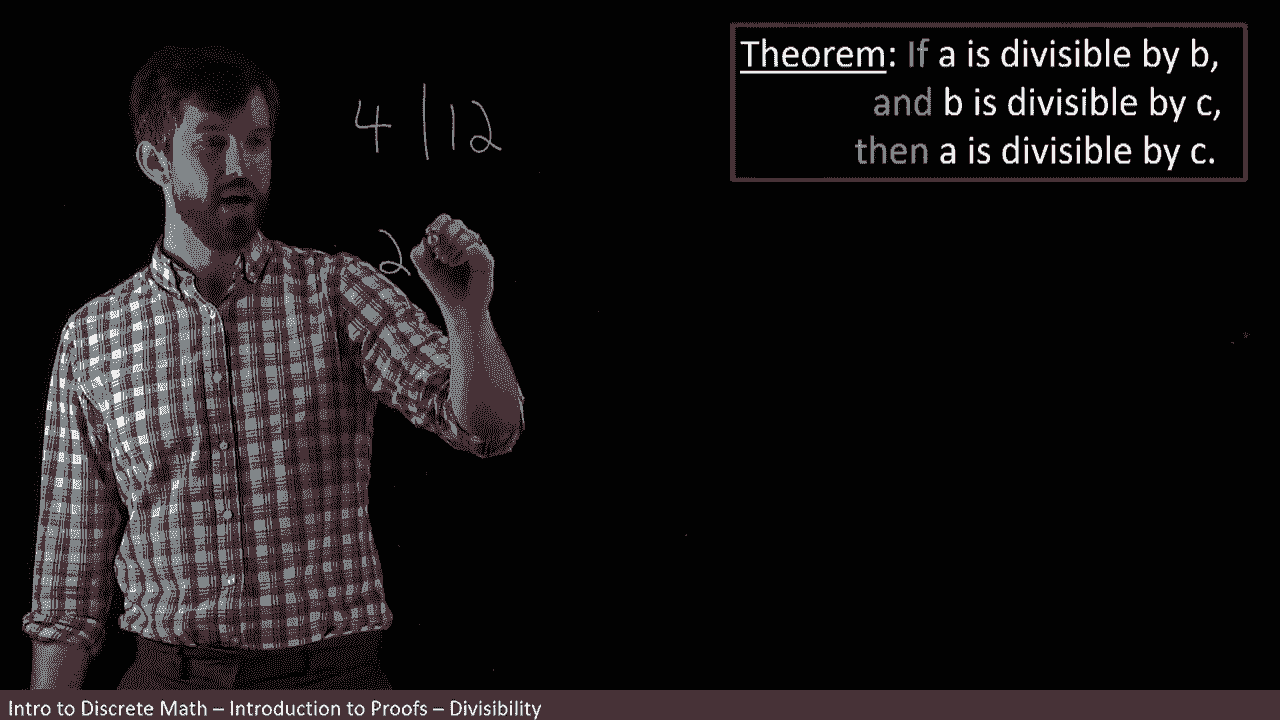 Theorem: If a is divisible by b,
and b is divisible by c,
then a is divisible by c.
4 | 12
2
Intro to Discrete Math – Introduction to Proofs – Divisibility